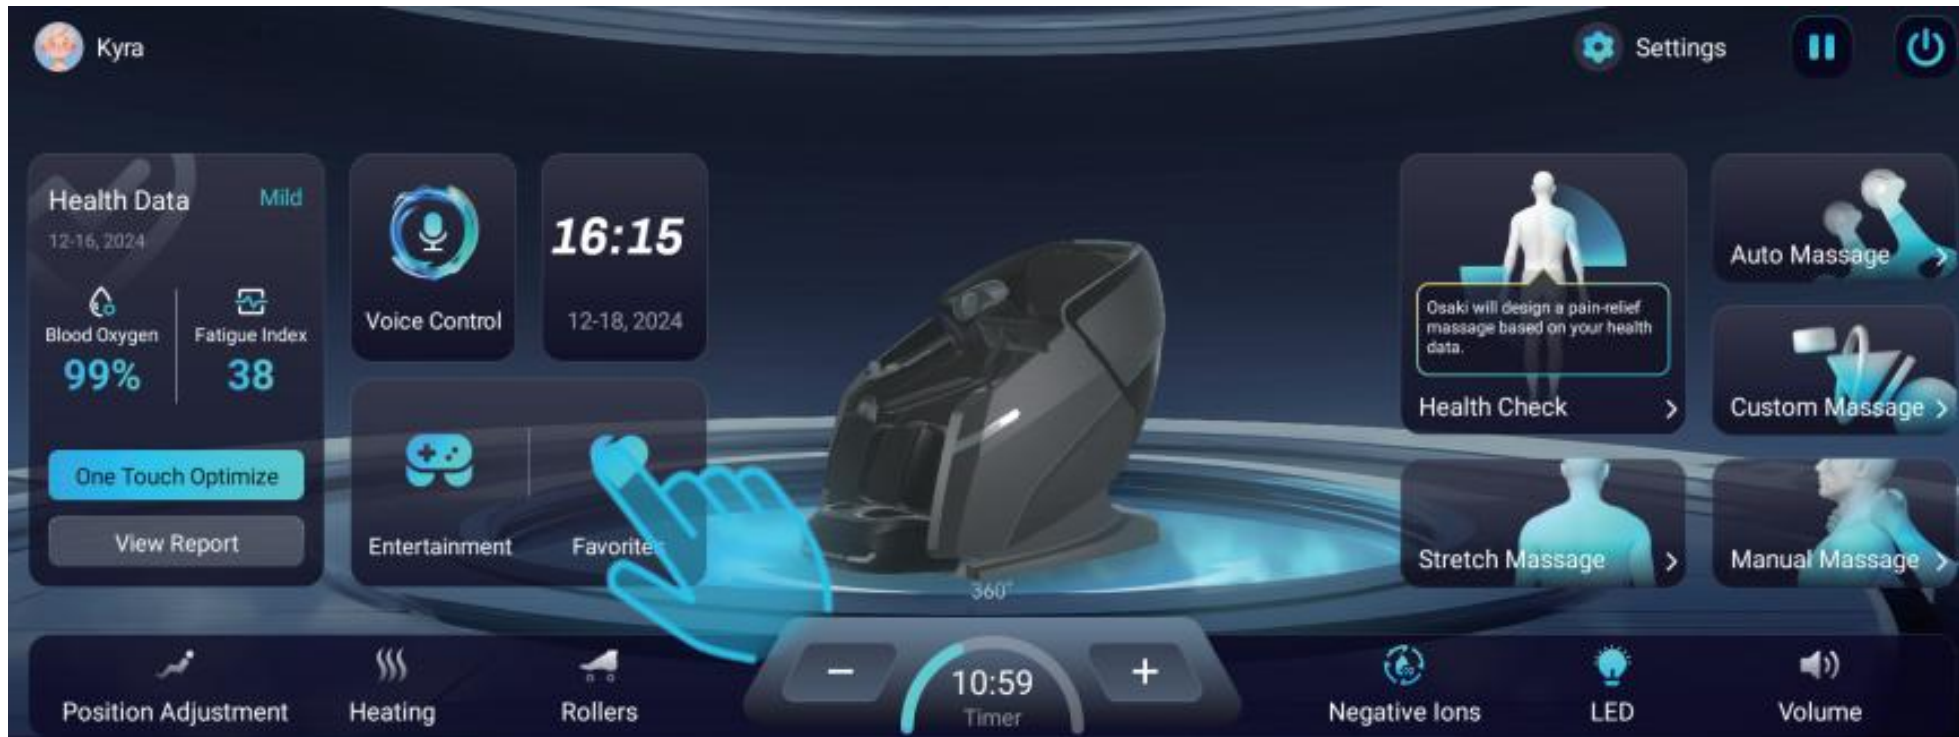 Kyra
Settings
Health Data
Mild
12-16, 2024
Blood Oxygen
99%
Fatigue Index
38
One Touch Optimize
View Report
Voice Control
16:15
12-18, 2024
Entertainment
Favorites
360°
Osaki will design a pain-relief
massage based on your health
data.
Health Check
Auto Massage
Custom Massage
Stretch Massage
Manual Massage
Position Adjustment
Heating
Rollers
−
10:59
Timer
+
Negative Ions
LED
Volume